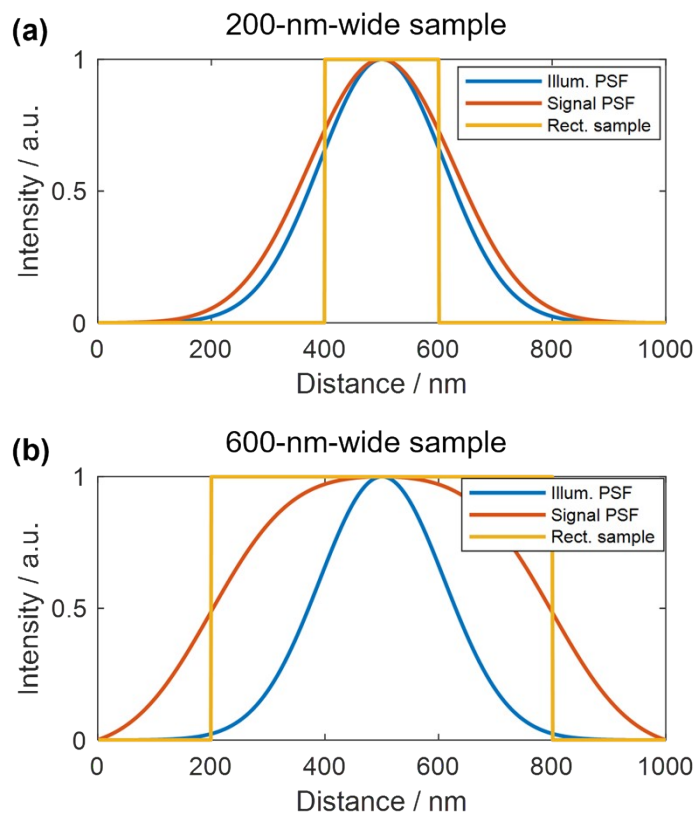 (a)
200-nm-wide sample
Intensity / a.u.
1
0.5
0
Illum. PSF
Signal PSF
Rect. sample
0 200 400 600 800 1000
Distance / nm
(b)
600-nm-wide sample
Intensity / a.u.
1
0.5
0
Illum. PSF
Signal PSF
Rect. sample
0 200 400 600 800 1000
Distance / nm